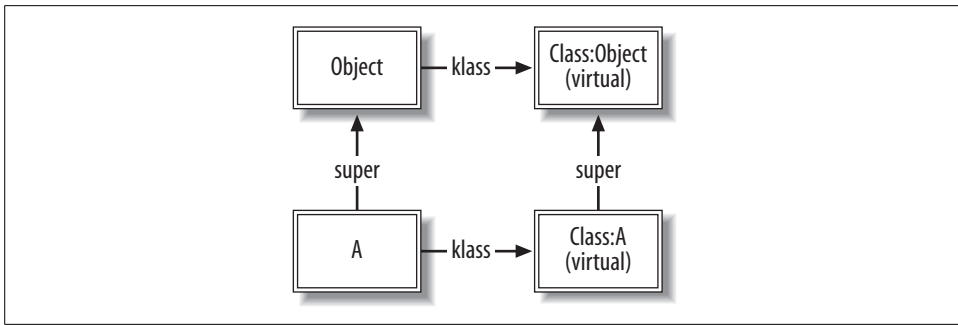 Object
klass
Class:Object
(virtual)
super
super
A
klass
Class:A
(virtual)